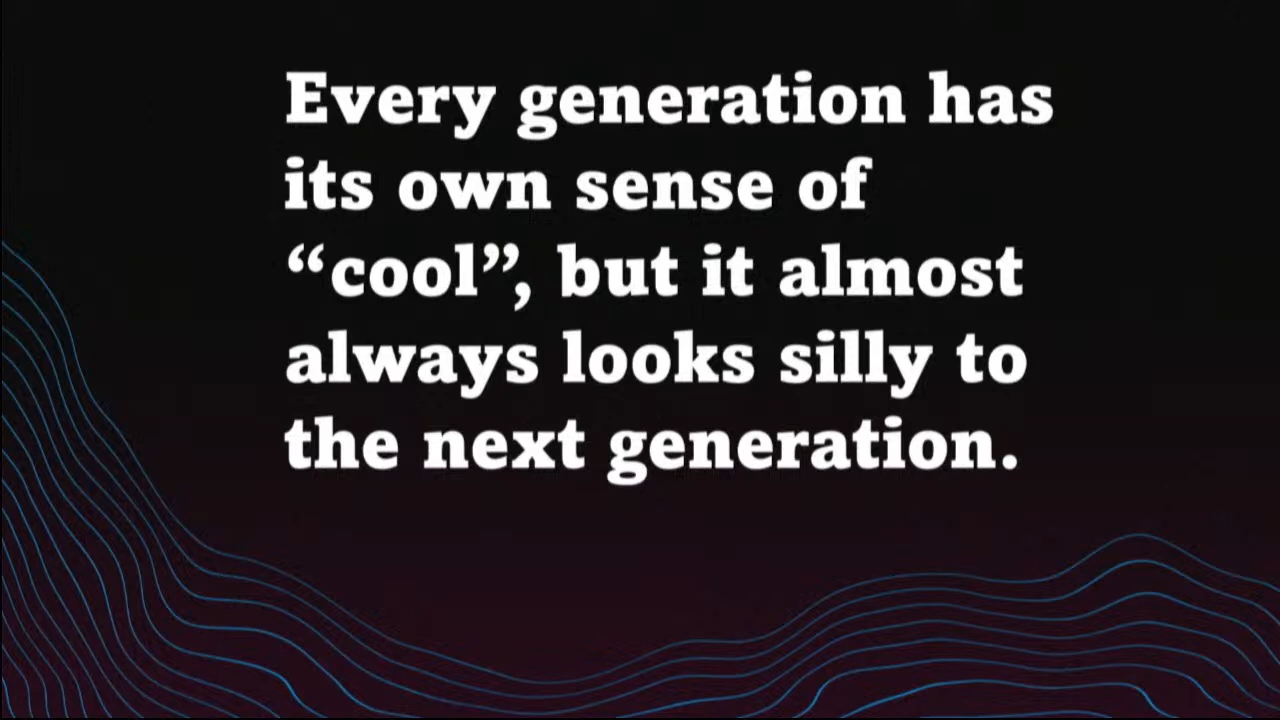 Every generation has
its own sense of
“cool”, but it almost
always looks silly to
the next generation.